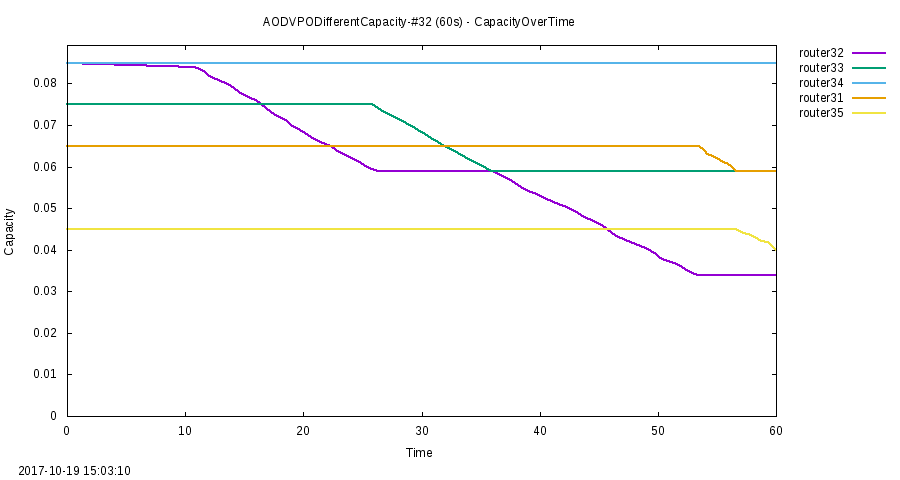 AODVPODifferentCapacity-#32 (60s) - CapacityOverTime
router32
router33
router34
router31
router35
0.08
0.07
0.06
0.05
0.04
0.03
0.02
0.01
0
Capacity
0 10 20 30 40 50 60
Time
2017-10-19 15:03:10